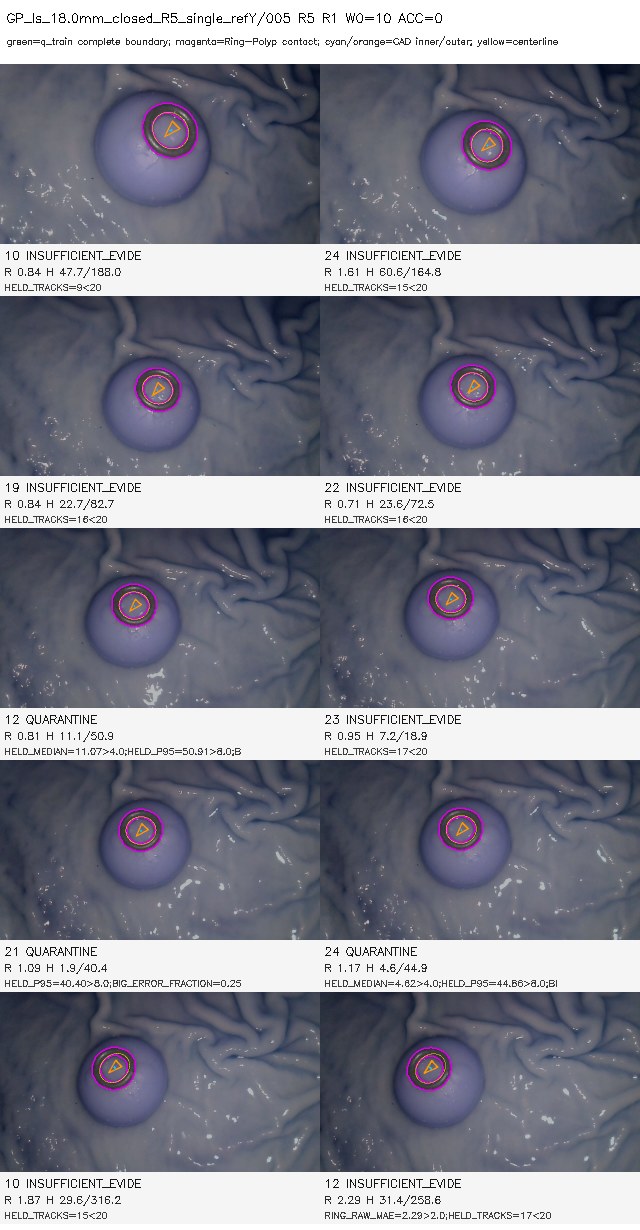 GP_Is_18.0mm_closed_R5_single_refY/005 R5 R1 W0=10 ACC=0
green=q_train complete boundary; magenta=Ring-Polyp contact; cyan/orange=CAD inner/outer; yellow=centerline
10 INSUFFICIENT_EVIDE
R 0.84 H 47.7/188.0
HELD_TRACKS=9<20
24 INSUFFICIENT_EVIDE
R 1.61 H 60.6/164.8
HELD_TRACKS=15<20
19 INSUFFICIENT_EVIDE
R 0.84 H 22.7/82.7
HELD_TRACKS=16<20
22 INSUFFICIENT_EVIDE
R 0.71 H 23.6/72.5
HELD_TRACKS=16<20
12 QUARANTINE
R 0.81 H 11.1/50.9
HELD_MEDIAN=11.07>4.0;HELD_P95=50.91>8.0;B
23 INSUFFICIENT_EVIDE
R 0.95 H 7.2/18.9
HELD_TRACKS=17<20
21 QUARANTINE
R 1.09 H 1.9/40.4
HELD_P95=40.40>8.0;BIG_ERROR_FRACTION=0.25
24 QUARANTINE
R 1.17 H 4.6/44.9
HELD_MEDIAN=4.62>4.0;HELD_P95=44.86>8.0;BI
10 INSUFFICIENT_EVIDE
R 1.87 H 29.6/316.2
HELD_TRACKS=15<20
12 INSUFFICIENT_EVIDE
R 2.29 H 31.4/258.6
RING_RAW_MAE=2.29>2.0;HELD_TRACKS=17<20